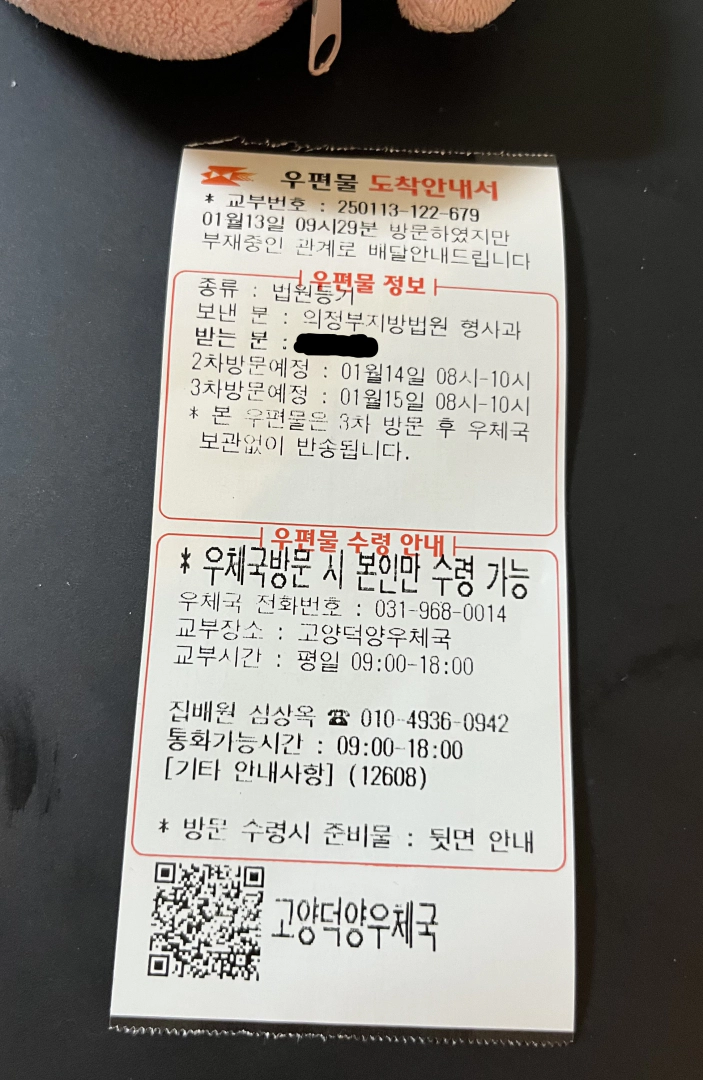 우편물 도착안내서
* 교부번호 : 250113-122-679
01월13일 09시29분 방문하였지만
부재중인 관계로 배달안내드립니다
우편물 정보
종류 : 법원등기
보낸 분 : 의정부지방법원 형사과
받는 분 :
2차방문예정 : 01월14일 08시-10시
3차방문예정 : 01월15일 08시-10시
* 본 우편물은 3차 방문 후 우체국
보관없이 반송됩니다.
우편물 수령 안내
* 우체국방문 시 본인만 수령 가능
우체국 전화번호 : 031-968-0014
교부장소 : 고양덕양우체국
교부시간 : 평일 09:00-18:00
집배원 심상옥 ☎ 010-4936-0942
통화가능시간 : 09:00-18:00
[기타 안내사항] (12608)
* 방문 수령시 준비물 : 뒷면 안내
고양덕양우체국